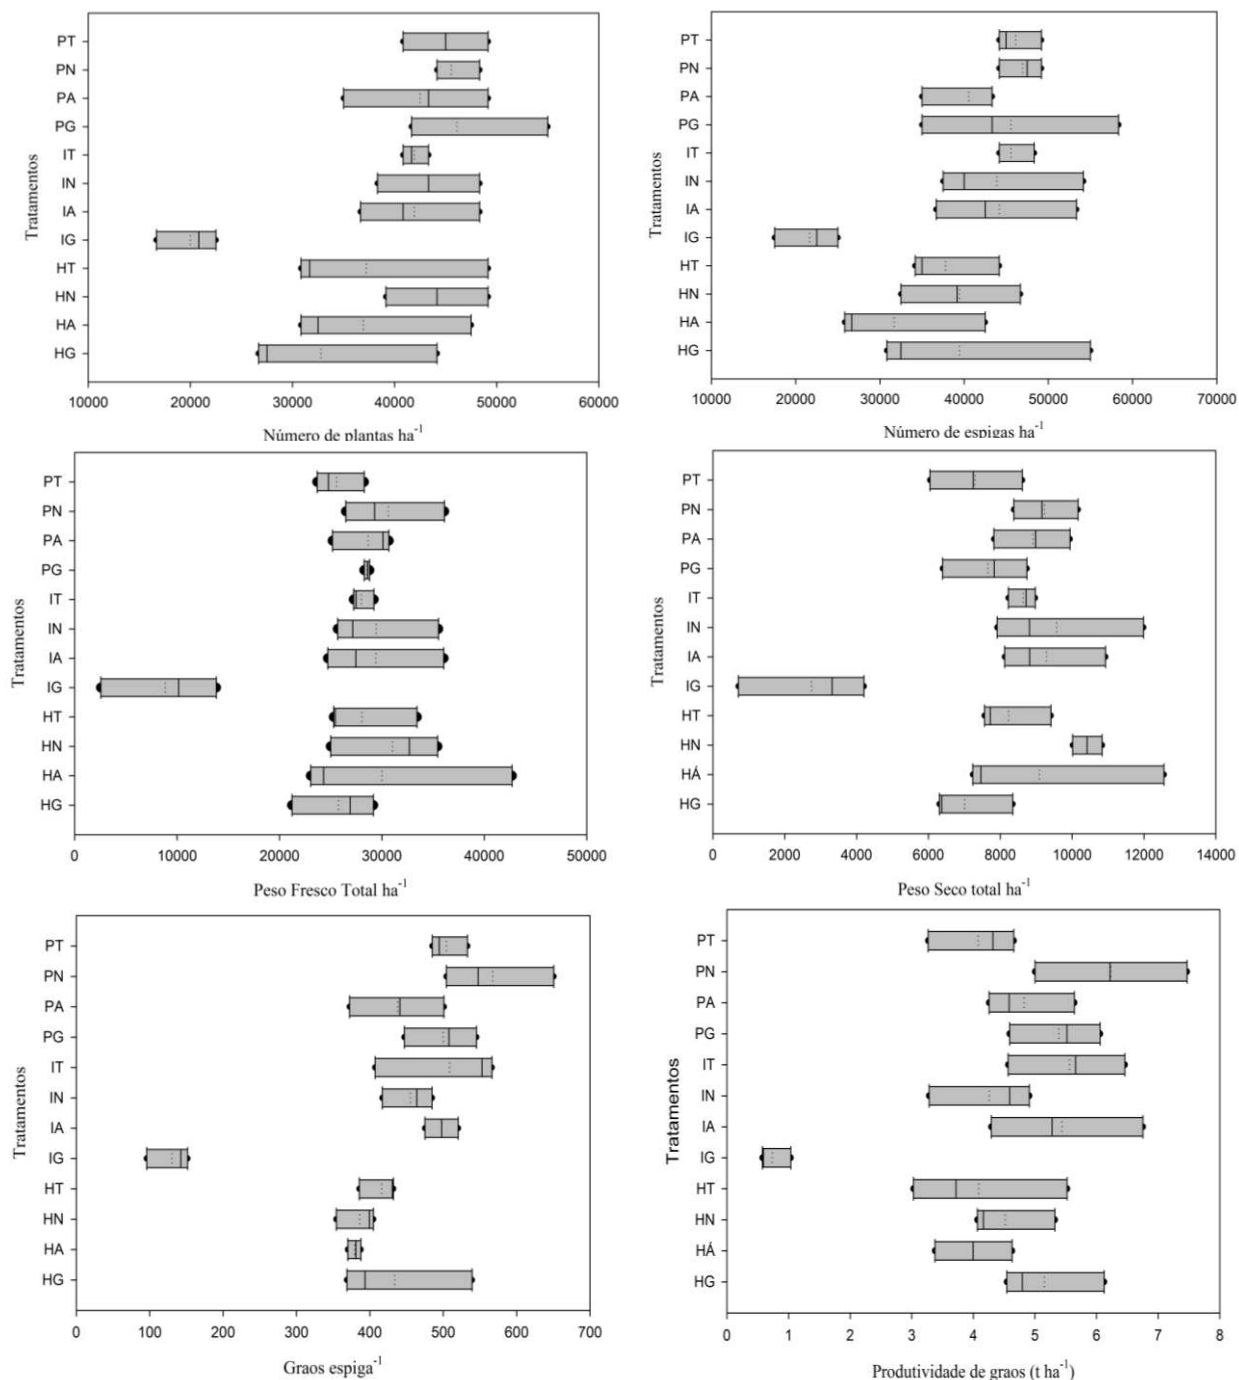 Tratamentos
PT
PN
PA
PG
IT
IN
IA
IG
HT
HN
HA
HG
10000 20000 30000 40000 50000 60000
Número de plantas ha⁻¹
Tratamentos
PT
PN
PA
PG
IT
IN
IA
IG
HT
HN
HA
HG
10000 20000 30000 40000 50000 60000 70000
Número de espigas ha⁻¹
Tratamentos
PT
PN
PA
PG
IT
IN
IA
IG
HT
HN
HA
HG
0 10000 20000 30000 40000 50000
Peso Fresco Total ha⁻¹
Tratamentos
PT
PN
PA
PG
IT
IN
IA
IG
HT
HN
HÁ
HG
0 2000 4000 6000 8000 10000 12000 14000
Peso Seco total ha⁻¹
Tratamentos
PT
PN
PA
PG
IT
IN
IA
IG
HT
HN
HA
HG
0 100 200 300 400 500 600 700
Graos espiga⁻¹
Tratamentos
PT
PN
PA
PG
IT
IN
IA
IG
HT
HN
HÁ
HG
0 1 2 3 4 5 6 7 8
Produtividade de graos (t ha⁻¹)